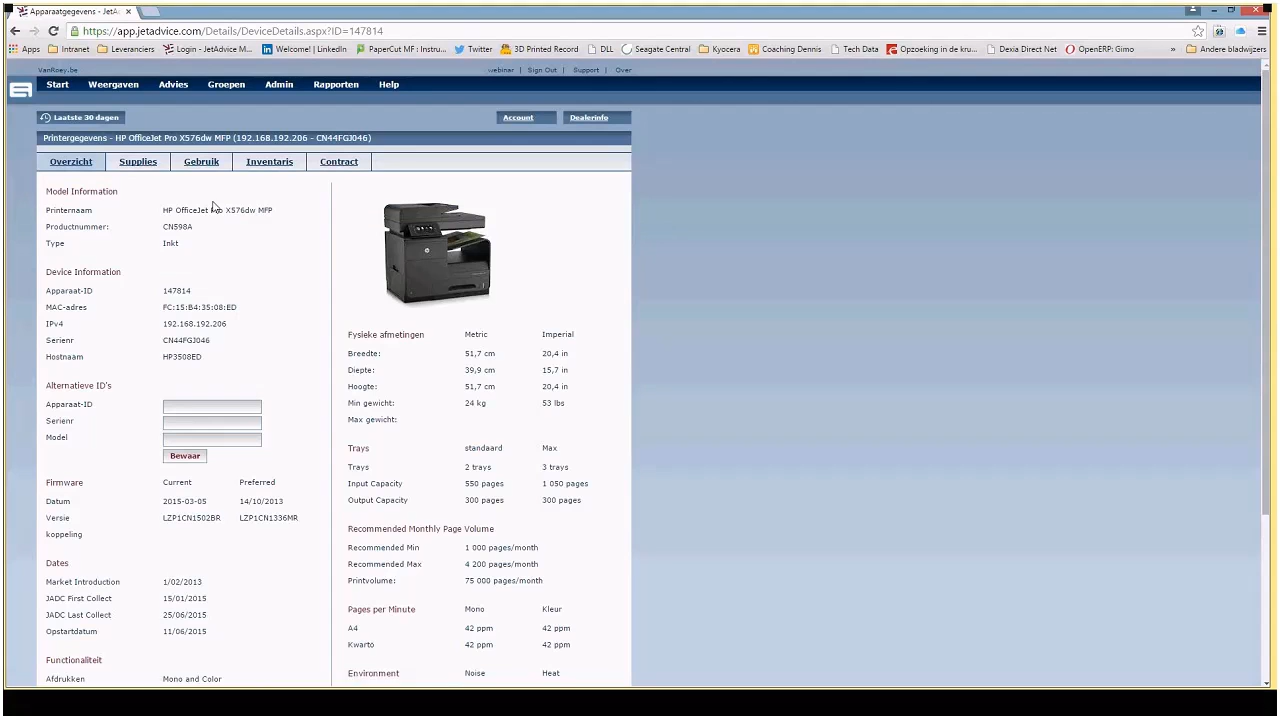 Apparaatgegevens - JetA
https://app.jetadvice.com/Details/DeviceDetails.aspx?ID=147814
Apps Intranet Leveranciers Login - JetAdvice M... Welcome! | LinkedIn PaperCut MF : Instru... Twitter 3D Printed Record DLL Seagate Central Kyocera Coaching Dennis Tech Data Opzoeking in de kru... Dexia Direct Net OpenERP: Gimo » Andere bladwijzers
VanRoey.be webinar | Sign Out | Support | Over
Start Weergaven Advies Groepen Admin Rapporten Help
Laatste 30 dagen Account Dealerinfo
Printergegevens - HP OfficeJet Pro X576dw MFP (192.168.192.206 - CN44FGJ046)
Overzicht Supplies Gebruik Inventaris Contract
Model Information
Printernaam HP OfficeJet Pro X576dw MFP
Productnummer: CN598A
Type Inkt
Device Information
Apparaat-ID 147814
MAC-adres FC:15:B4:35:08:ED
IPv4 192.168.192.206
Serienr CN44FGJ046
Hostnaam HP3508ED
Alternatieve ID's
Apparaat-ID
Serienr
Model
Bewaar
Firmware Current Preferred
Datum 2015-03-05 14/10/2013
Versie LZP1CN1502BR LZP1CN1336MR
koppeling
Dates
Market Introduction 1/02/2013
JADC First Collect 15/01/2015
JADC Last Collect 25/06/2015
Opstartdatum 11/06/2015
Functionaliteit
Afdrukken Mono and Color
Fysieke afmetingen Metric Imperial
Breedte: 51,7 cm 20,4 in
Diepte: 39,9 cm 15,7 in
Hoogte: 51,7 cm 20,4 in
Min gewicht: 24 kg 53 lbs
Max gewicht:
Trays standaard Max
Trays 2 trays 3 trays
Input Capacity 550 pages 1 050 pages
Output Capacity 300 pages 300 pages
Recommended Monthly Page Volume
Recommended Min 1 000 pages/month
Recommended Max 4 200 pages/month
Printvolume: 75 000 pages/month
Pages per Minute Mono Kleur
A4 42 ppm 42 ppm
Kwarto 42 ppm 42 ppm
Environment Noise Heat